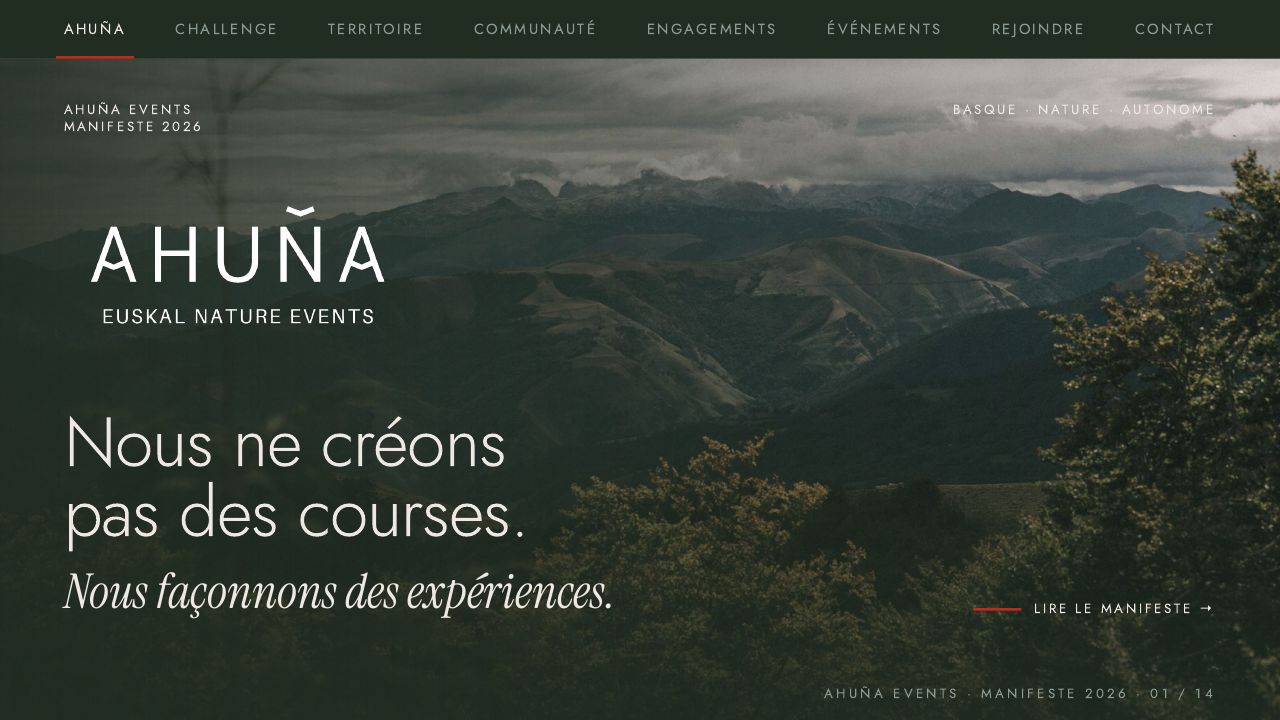 AHUÑA CHALLENGE TERRITOIRE COMMUNAUTÉ ENGAGEMENTS ÉVÉNEMENTS REJOINDRE CONTACT
AHUÑA EVENTS
MANIFESTE 2026
BASQUE · NATURE · AUTONOME
AHUÑA
EUSKAL NATURE EVENTS
Nous ne créons
pas des courses.
Nous façonnons des expériences.
LIRE LE MANIFESTE →
AHUÑA EVENTS · MANIFESTE 2026 · 01 / 14